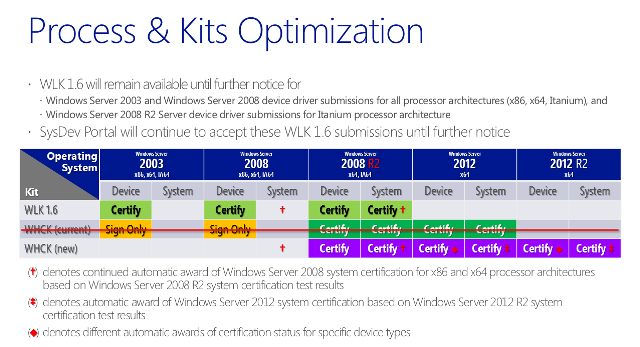 Process & Kits Optimization
· WLK 1.6 will remain available until further notice for
· Windows Server 2003 and Windows Server 2008 device driver submissions for all processor architectures (x86, x64, Itanium), and
· Windows Server 2008 R2 Server device driver submissions for Itanium processor architecture
· SysDev Portal will continue to accept these WLK 1.6 submissions until further notice
Operating System Kit
Windows Server 2003 x86, x64, IA64
Windows Server 2008 x86, x64, IA64
Windows Server 2008 R2 x64, IA64
Windows Server 2012 x64
Windows Server 2012 R2 x64
Device System Device System Device System Device System Device System
WLK 1.6 Certify Certify † Certify Certify †
WHCK (current) Sign Only Sign Only Certify Certify Certify Certify
WHCK (new) † Certify Certify † Certify ◆ Certify ‡ Certify ◆ Certify ‡
(†) denotes continued automatic award of Windows Server 2008 system certification for x86 and x64 processor architectures
based on Windows Server 2008 R2 system certification test results
(‡) denotes automatic award of Windows Server 2012 system certification based on Windows Server 2012 R2 system
certification test results
(◆) denotes different automatic awards of certification status for specific device types